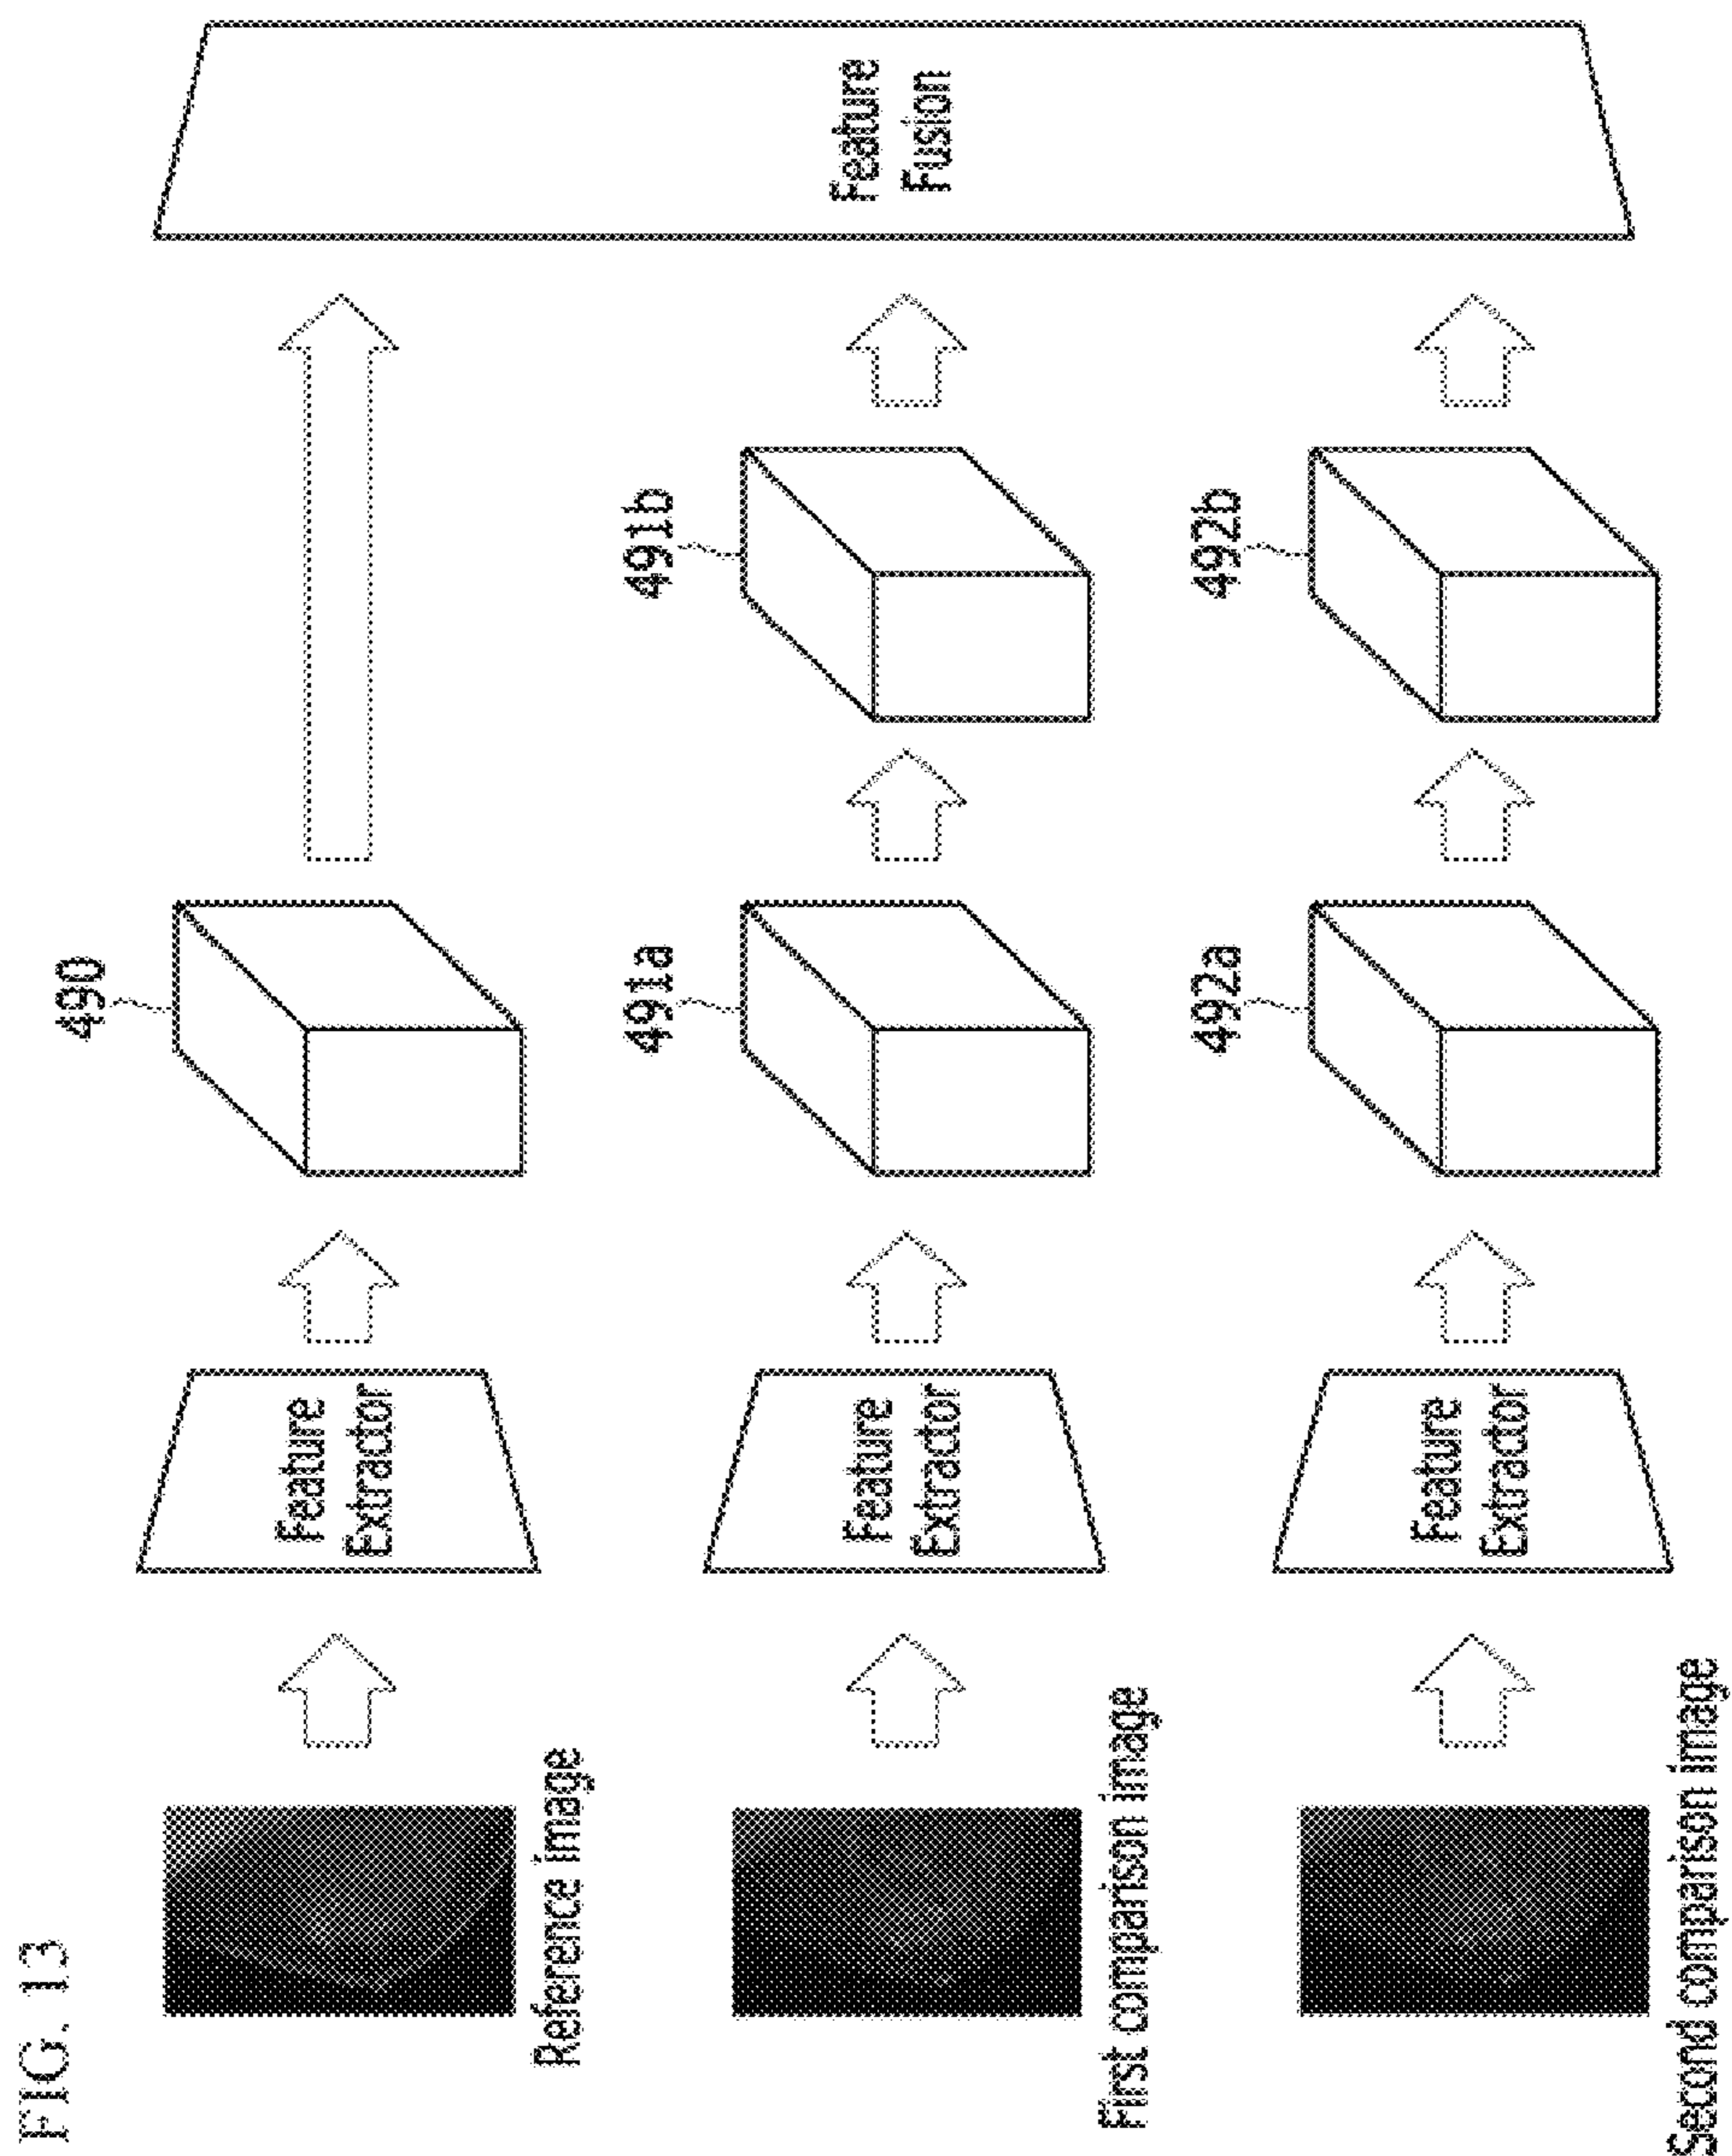 FIG. 13
490
Feature
Extractor
Reference image
491a
491b
Feature
Extractor
First comparison image
492a
492b
Feature
Extractor
Second comparison image
Feature
Fusion